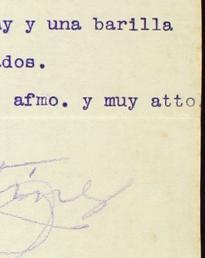 y y una barilla
dos.
afmo. y muy atto.